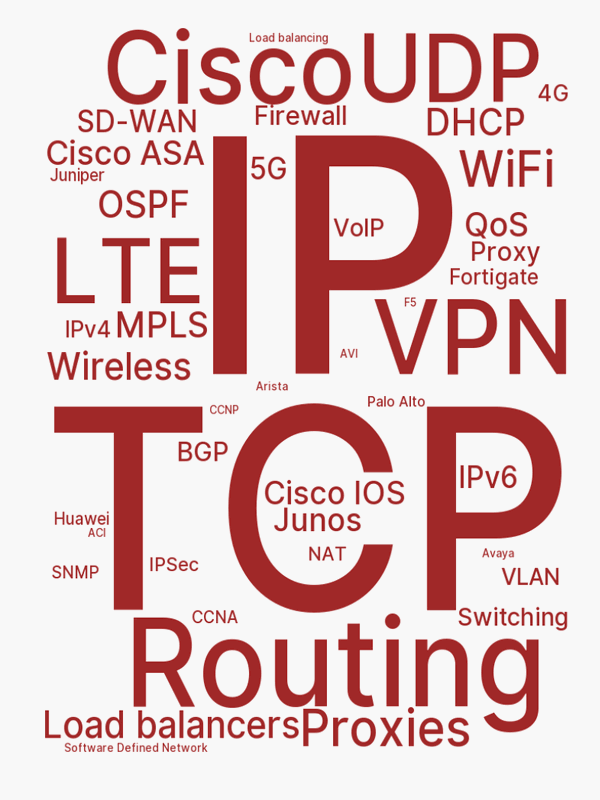 Load balancing
Cisco UDP
4G
SD-WAN
Firewall
DHCP
Cisco ASA
IP
5G
WiFi
Juniper
OSPF
VoIP
QoS
Proxy
LTE
Fortigate
F5
VPN
IPv4
MPLS
AVI
Wireless
Arista
Palo Alto
TCP
CCNP
BGP
IPv6
Cisco IOS
Junos
Huawei
ACI
NAT
Avaya
SNMP
IPSec
VLAN
CCNA
Switching
Routing
Load balancers
Proxies
Software Defined Network